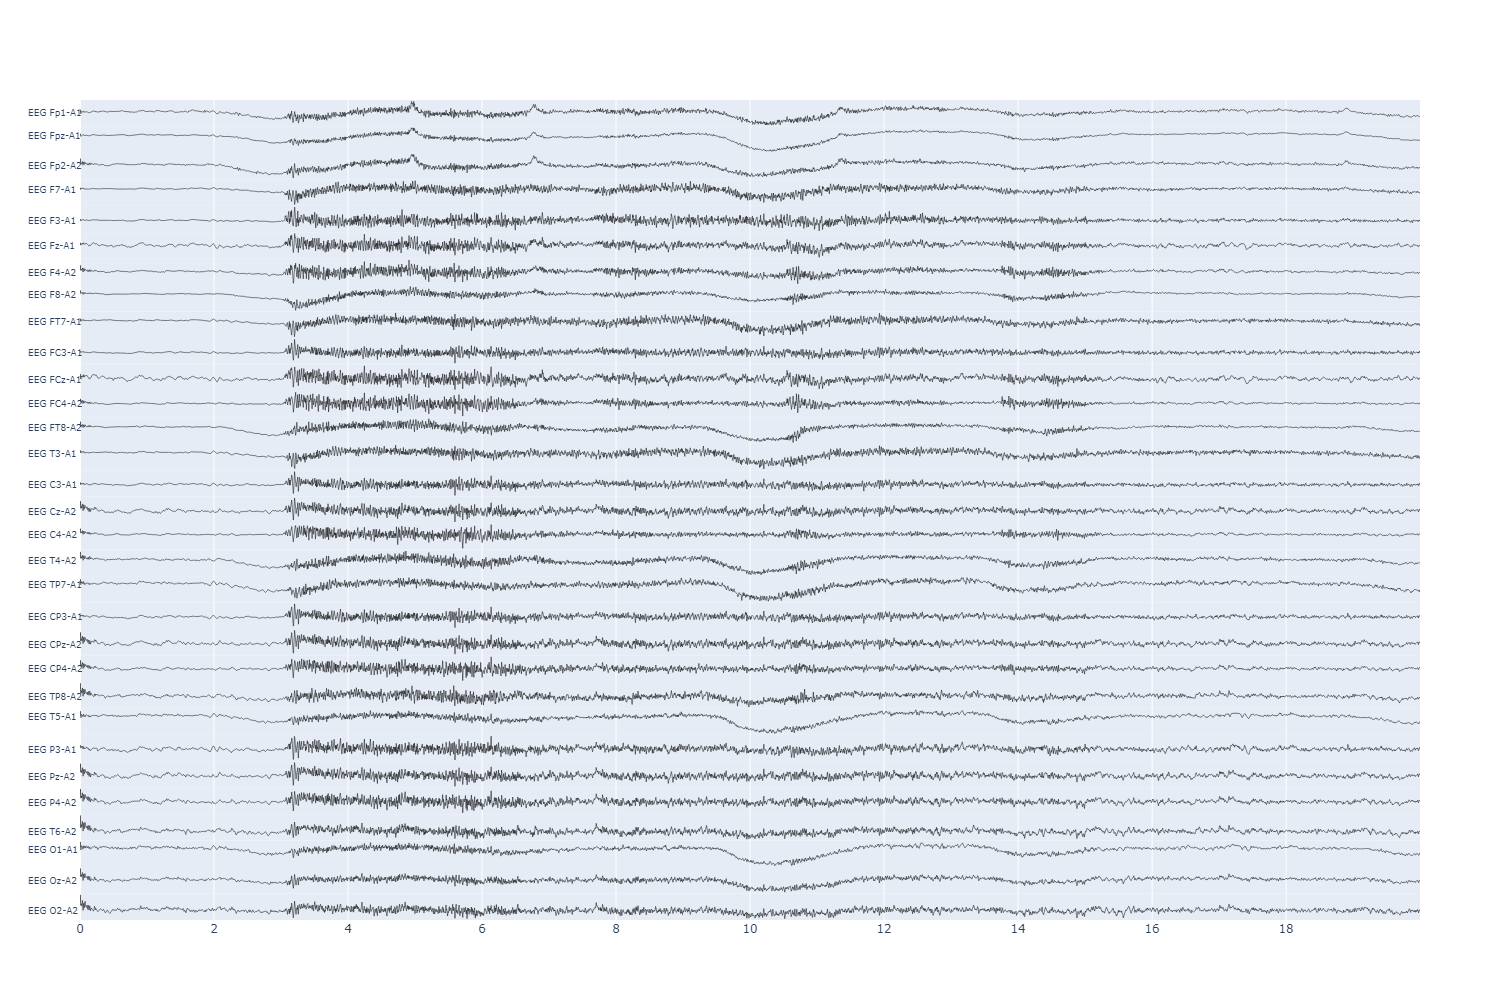 EEG Fp1-A1
EEG Fpz-A1
EEG Fp2-A2
EEG F7-A1
EEG F3-A1
EEG Fz-A1
EEG F4-A2
EEG F8-A2
EEG FT7-A1
EEG FC3-A1
EEG FCz-A1
EEG FC4-A2
EEG FT8-A2
EEG T3-A1
EEG C3-A1
EEG Cz-A2
EEG C4-A2
EEG T4-A2
EEG TP7-A1
EEG CP3-A1
EEG CPz-A2
EEG CP4-A2
EEG TP8-A2
EEG T5-A1
EEG P3-A1
EEG Pz-A2
EEG P4-A2
EEG T6-A2
EEG O1-A1
EEG Oz-A2
EEG O2-A2
0 2 4 6 8 10 12 14 16 18